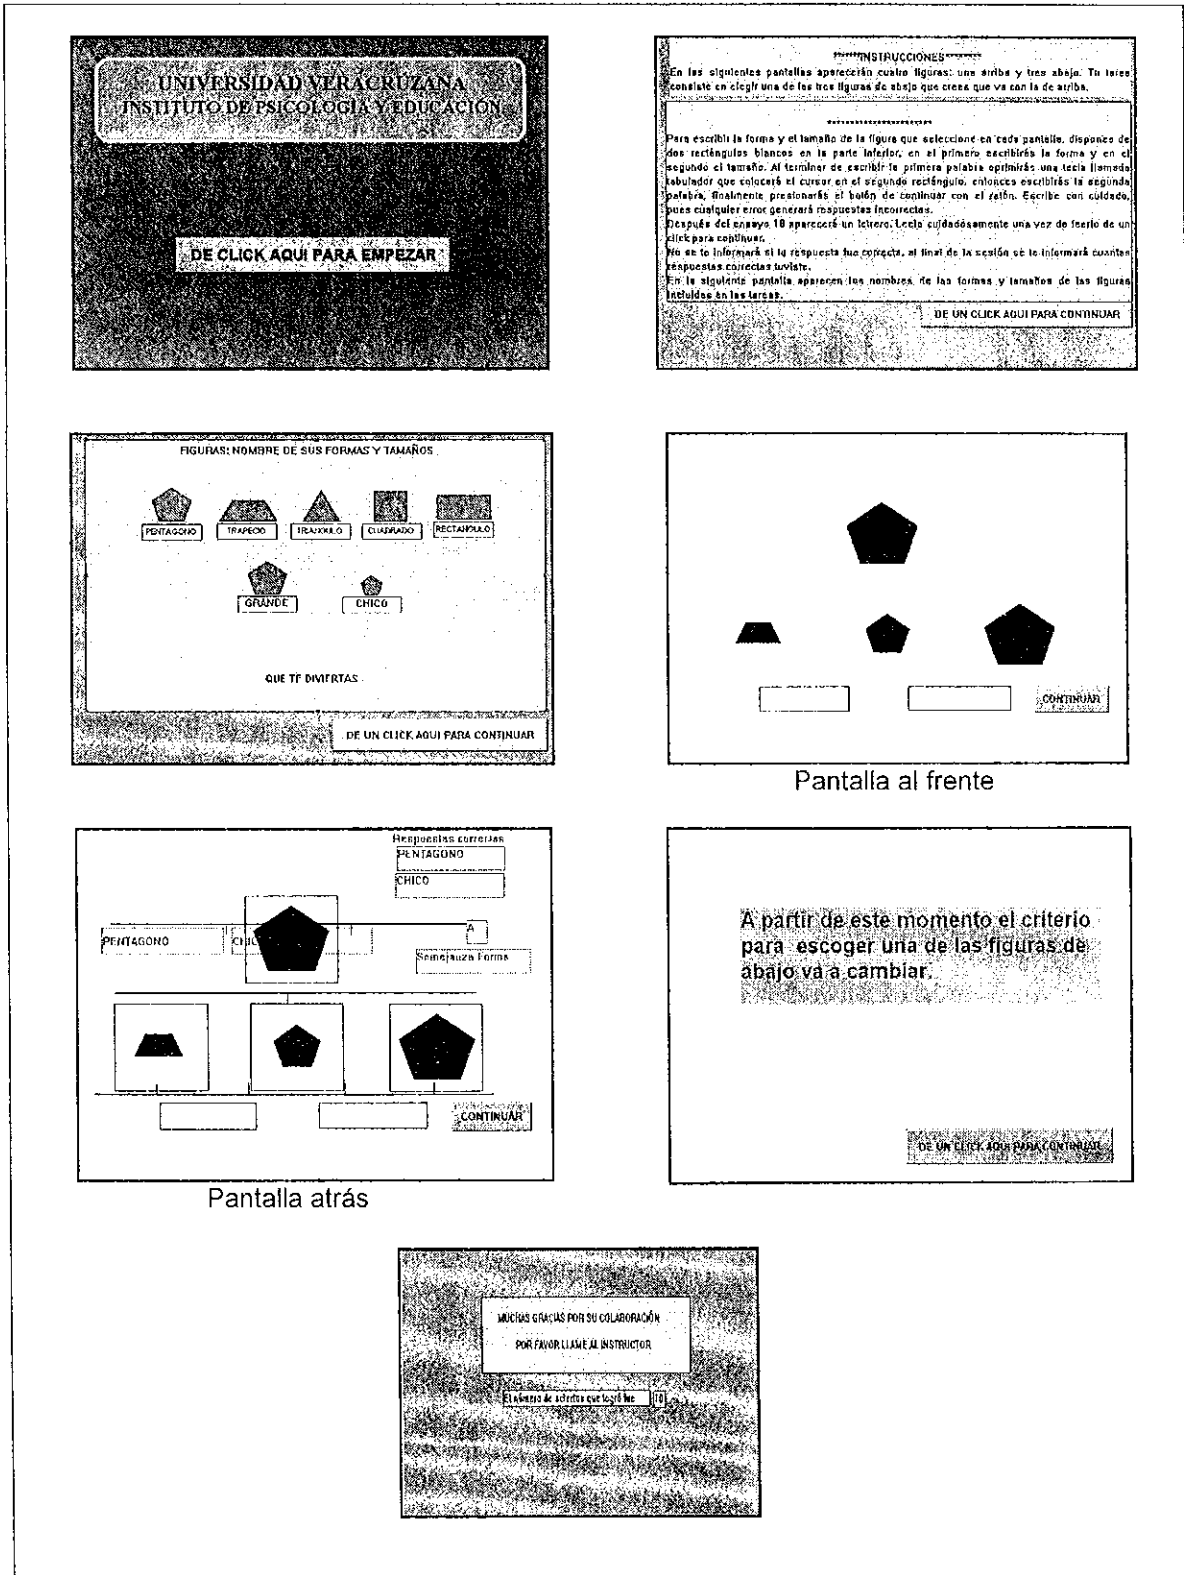 UNIVERSIDAD VERACRUZANA
INSTITUTO DE PSICOLOGÍA Y EDUCACIÓN
DE CLICK AQUI PARA EMPEZAR
*****INSTRUCCIONES********
En las siguientes pantallas aparecerán cuatro figuras: una arriba y tres abajo. Tu tarea
consiste en elegir una de las tres figuras de abajo que creas que va con la de arriba.
Para escribir la forma y el tamaño de la figura que seleccione en cada pantalla, dispones de
dos rectángulos blancos en la parte inferior, en el primero escribirás la forma y en el
segundo el tamaño. Al terminar de escribir la primera palabra oprimirás una tecla llamada
tabulador que colocará el cursor en el segundo rectángulo, entonces escribirás la segunda
palabra, finalmente presionarás el botón de continuar con el ratón. Escribe con cuidado,
pues cualquier error generará respuestas incorrectas.
Después del ensayo 18 aparecerá un letrero. Leelo cuidadosamente una vez de leerlo de un
click para continuar.
No se te informará si tu respuesta fue correcta, al final de la sesión se te informará cuantas
respuestas correctas tuviste.
En la siguiente pantalla aparecen los nombres de las formas y tamaños de las figuras
incluidas en las tareas.
DE UN CLICK AQUI PARA CONTINUAR
FIGURAS: NOMBRE DE SUS FORMAS Y TAMAÑOS
PENTAGONO TRAPECIO TRIANGULO CUADRADO RECTANGULO
GRANDE CHICO
QUE TE DIVIERTAS
DE UN CLICK AQUI PARA CONTINUAR
CONTINUAR
Pantalla al frente
Respuestas correctas
PENTAGONO
CHICO
A
PENTAGONO CHIC
Semejanza Forma
CONTINUAR
Pantalla atrás
A partir de este momento el criterio
para escoger una de las figuras de
abajo va a cambiar.
DE UN CLICK AQUI PARA CONTINUAR
MUCHAS GRACIAS POR SU COLABORACIÓN
POR FAVOR LLAME AL INSTRUCTOR
El número de aciertos que logró fue